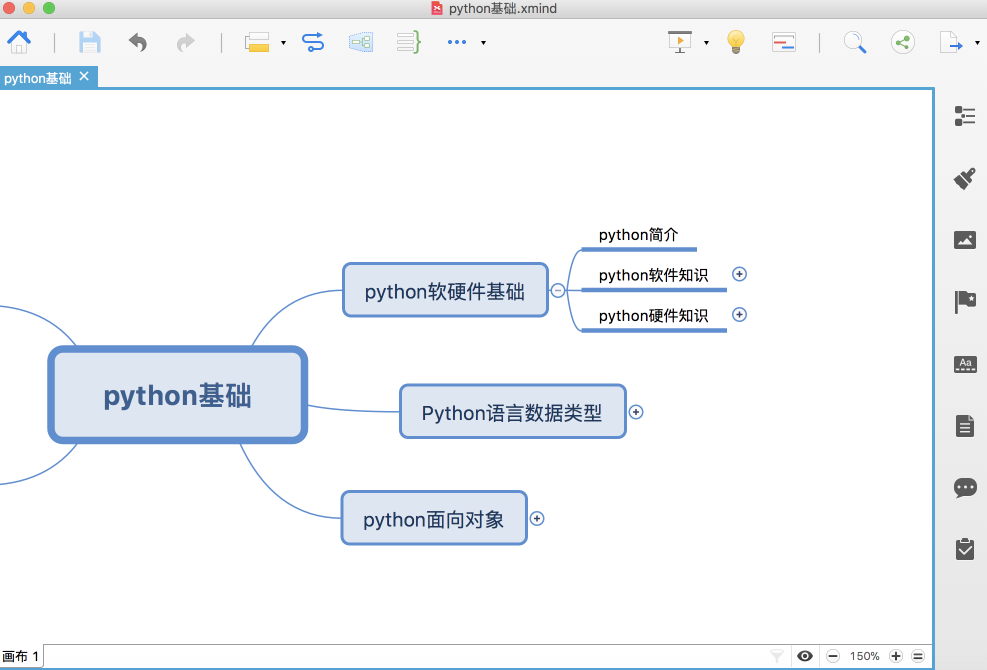 python基础.xmind
python基础
python简介
python软件知识
python软硬件基础
python硬件知识
python基础
Python语言数据类型
python面向对象
Aa
画布 1
150%